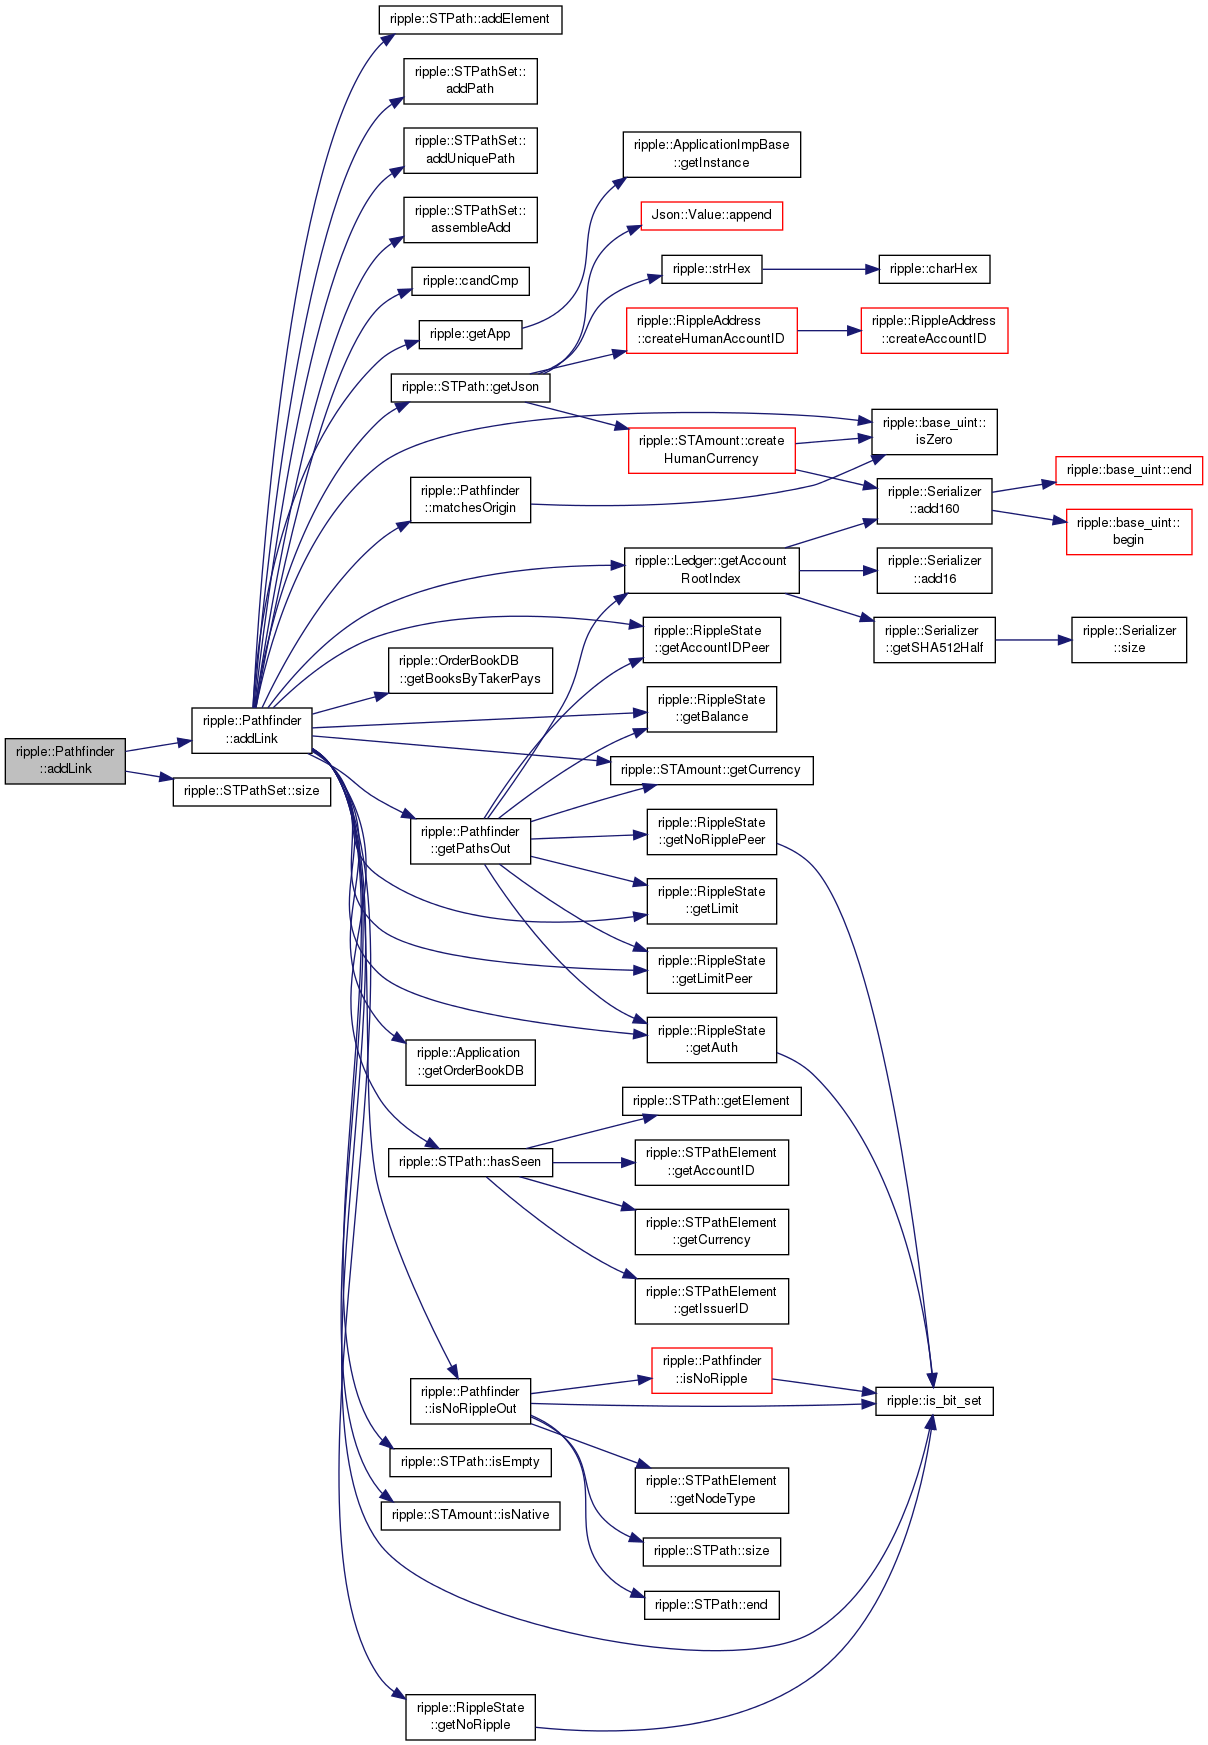 ripple::STPath::addElement
ripple::STPathSet::
addPath
ripple::STPathSet::
addUniquePath
ripple::ApplicationImpBase
::getInstance
ripple::STPathSet::
assembleAdd
Json::Value::append
ripple::candCmp
ripple::strHex
ripple::charHex
ripple::getApp
ripple::RippleAddress
::createHumanAccountID
ripple::RippleAddress
::createAccountID
ripple::STPath::getJson
ripple::base_uint::
isZero
ripple::STAmount::create
HumanCurrency
ripple::base_uint::end
ripple::Pathfinder
::matchesOrigin
ripple::Serializer
::add160
ripple::base_uint::
begin
ripple::Ledger::getAccount
RootIndex
ripple::Serializer
::add16
ripple::RippleState
::getAccountIDPeer
ripple::Serializer
::getSHA512Half
ripple::Serializer
::size
ripple::OrderBookDB
::getBooksByTakerPays
ripple::RippleState
::getBalance
ripple::Pathfinder
::addLink
ripple::Pathfinder
::addLink
ripple::STAmount::getCurrency
ripple::STPathSet::size
ripple::Pathfinder
::getPathsOut
ripple::RippleState
::getNoRipplePeer
ripple::RippleState
::getLimit
ripple::RippleState
::getLimitPeer
ripple::RippleState
::getAuth
ripple::Application
::getOrderBookDB
ripple::STPath::getElement
ripple::STPath::hasSeen
ripple::STPathElement
::getAccountID
ripple::STPathElement
::getCurrency
ripple::STPathElement
::getIssuerID
ripple::Pathfinder
::isNoRipple
ripple::Pathfinder
::isNoRippleOut
ripple::is_bit_set
ripple::STPath::isEmpty
ripple::STPathElement
::getNodeType
ripple::STAmount::isNative
ripple::STPath::size
ripple::STPath::end
ripple::RippleState
::getNoRipple